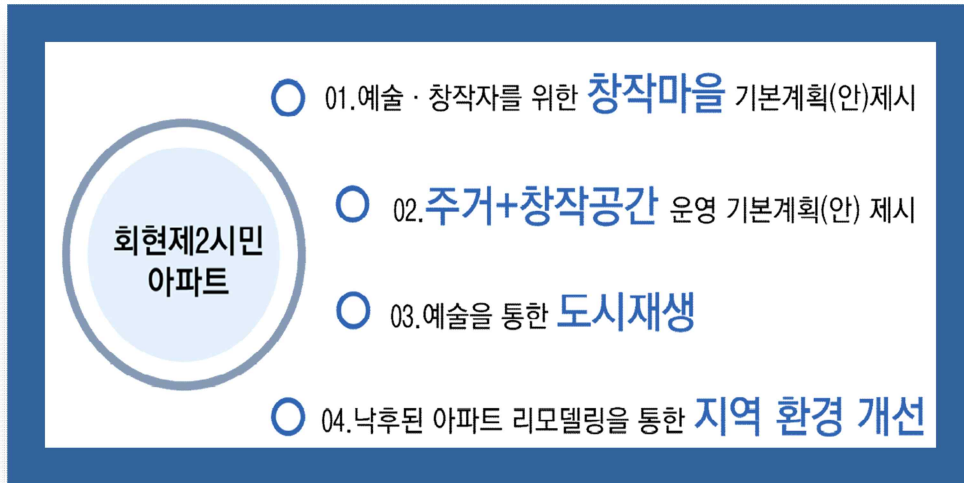 회현제2시민
아파트
01.예술 · 창작자를 위한 창작마을 기본계획(안)제시
02.주거+창작공간 운영 기본계획(안) 제시
03.예술을 통한 도시재생
04.낙후된 아파트 리모델링을 통한 지역 환경 개선